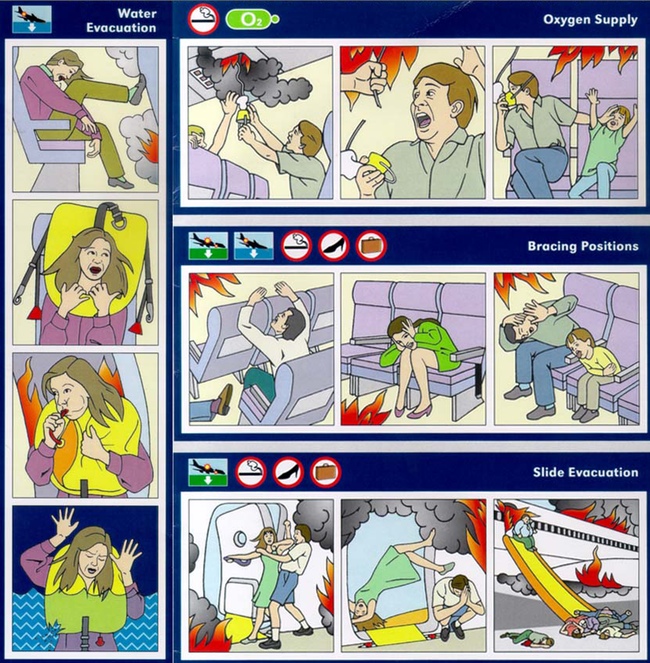 Water
Evacuation
O2
Oxygen Supply
Bracing Positions
Slide Evacuation